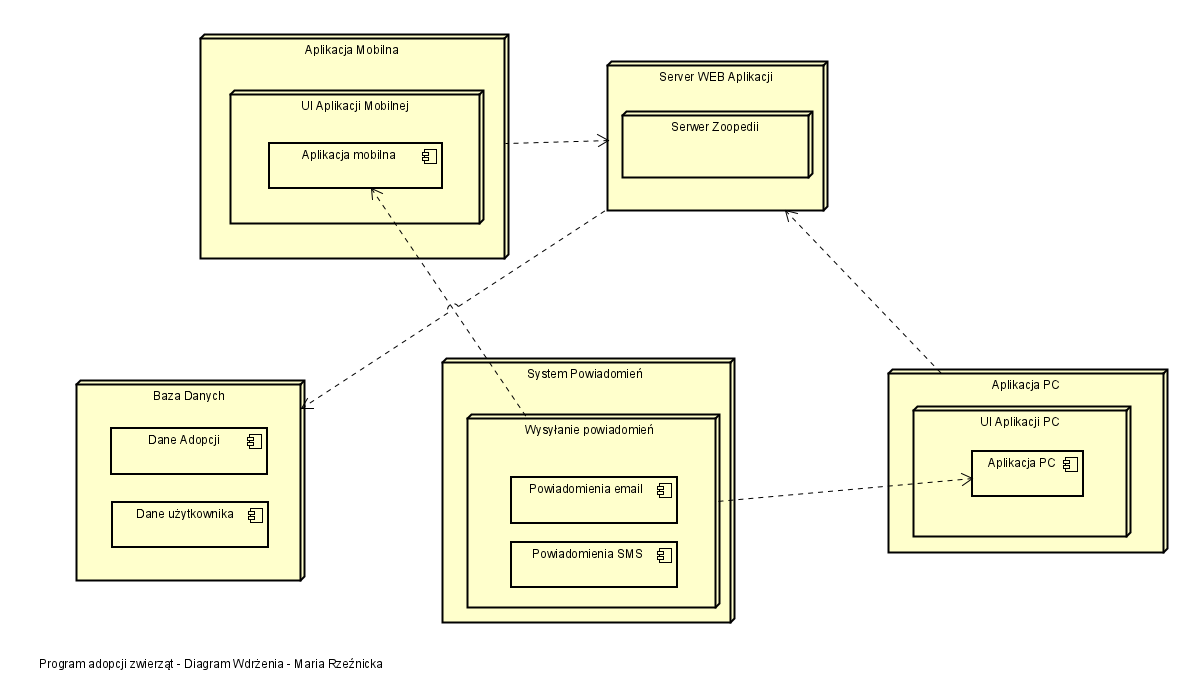 Aplikacja Mobilna
UI Aplikacji Mobilnej
Aplikacja mobilna
Server WEB Aplikacji
Serwer Zoopedii
Baza Danych
Dane Adopcji
Dane użytkownika
System Powiadomień
Wysyłanie powiadomień
Powiadomienia email
Powiadomienia SMS
Aplikacja PC
UI Aplikacji PC
Aplikacja PC
Program adopcji zwierząt - Diagram Wdrżenia - Maria Rzeźnicka